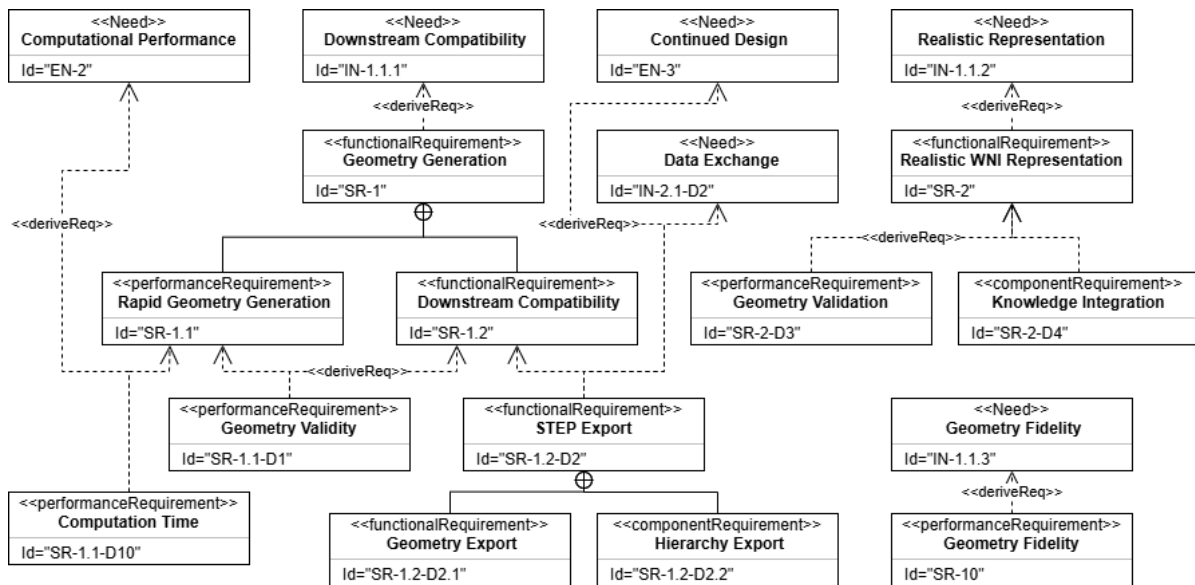 <<Need>>
Computational Performance
Id="EN-2"
<<Need>>
Downstream Compatibility
Id="IN-1.1.1"
<<Need>>
Continued Design
Id="EN-3"
<<Need>>
Realistic Representation
Id="IN-1.1.2"
<<deriveReq>>
<<deriveReq>>
<<functionalRequirement>>
Geometry Generation
Id="SR-1"
<<Need>>
Data Exchange
Id="IN-2.1-D2"
<<functionalRequirement>>
Realistic WNI Representation
Id="SR-2"
<<deriveReq>>
<<deriveReq>>
<<deriveReq>>
<<performanceRequirement>>
Rapid Geometry Generation
Id="SR-1.1"
<<functionalRequirement>>
Downstream Compatibility
Id="SR-1.2"
<<performanceRequirement>>
Geometry Validation
Id="SR-2-D3"
<<componentRequirement>>
Knowledge Integration
Id="SR-2-D4"
<<deriveReq>>
<<performanceRequirement>>
Geometry Validity
Id="SR-1.1-D1"
<<functionalRequirement>>
STEP Export
Id="SR-1.2-D2"
<<Need>>
Geometry Fidelity
Id="IN-1.1.3"
<<deriveReq>>
<<performanceRequirement>>
Computation Time
Id="SR-1.1-D10"
<<functionalRequirement>>
Geometry Export
Id="SR-1.2-D2.1"
<<componentRequirement>>
Hierarchy Export
Id="SR-1.2-D2.2"
<<performanceRequirement>>
Geometry Fidelity
Id="SR-10"